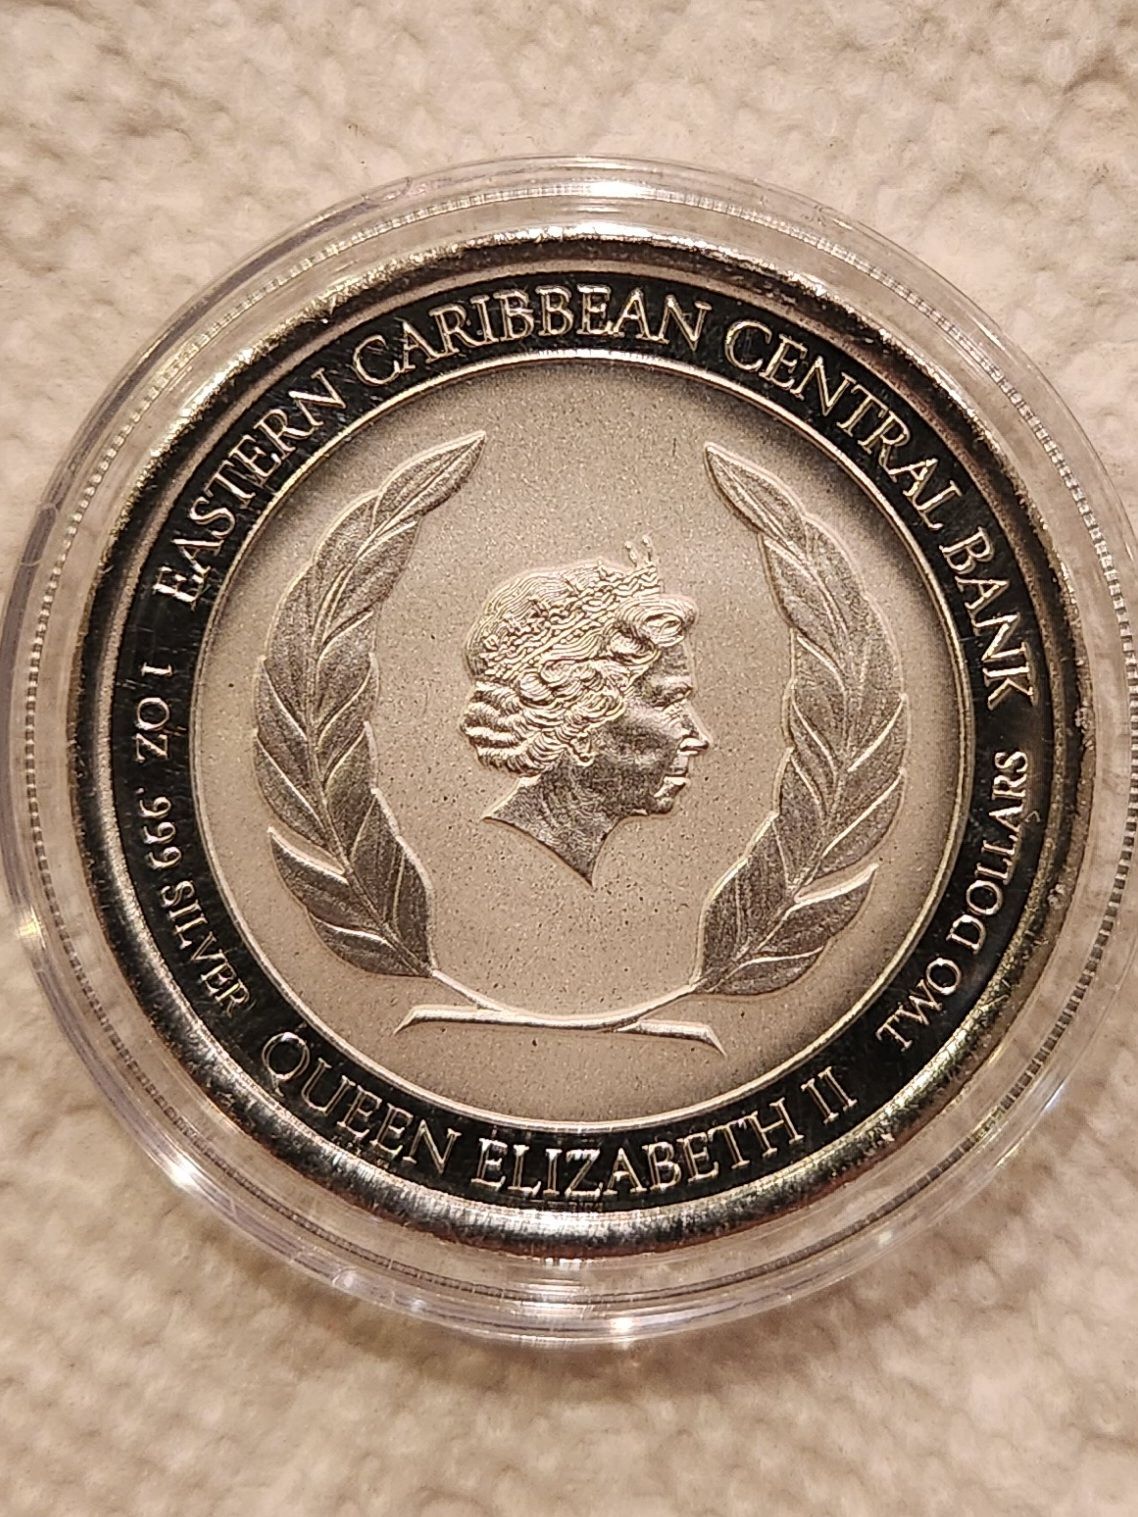 EASTERN CARIBBEAN CENTRAL BANK
TWO DOLLARS
QUEEN ELIZABETH II
1 OZ .999 SILVER